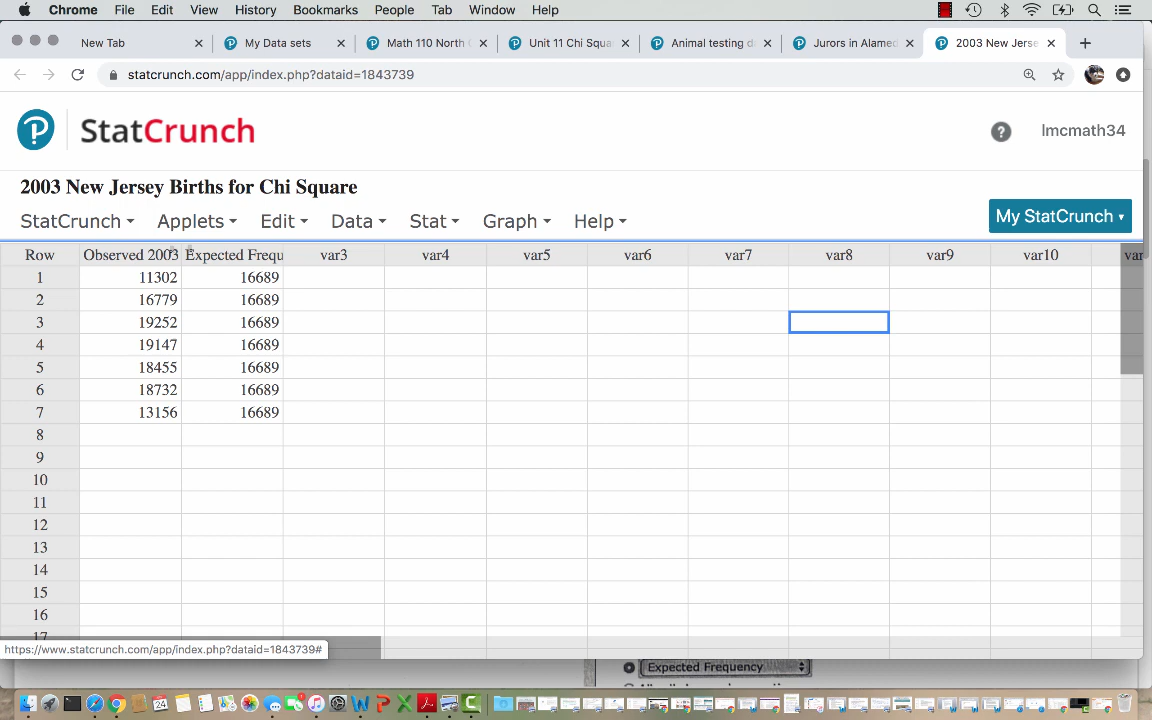 Chrome File Edit View History Bookmarks People Tab Window Help
New Tab My Data sets Math 110 North Unit 11 Chi Squa Animal testing d Jurors in Alamed 2003 New Jerse
statcrunch.com/app/index.php?dataid=1843739
StatCrunch lmcmath34
2003 New Jersey Births for Chi Square
StatCrunch Applets Edit Data Stat Graph Help My StatCrunch
Row Observed 2003 Expected Frequ var3 var4 var5 var6 var7 var8 var9 var10 var
1 11302 16689
2 16779 16689
3 19252 16689
4 19147 16689
5 18455 16689
6 18732 16689
7 13156 16689
8
9
10
11
12
13
14
15
16
17
https://www.statcrunch.com/app/index.php?dataid=1843739#
Expected Frequency